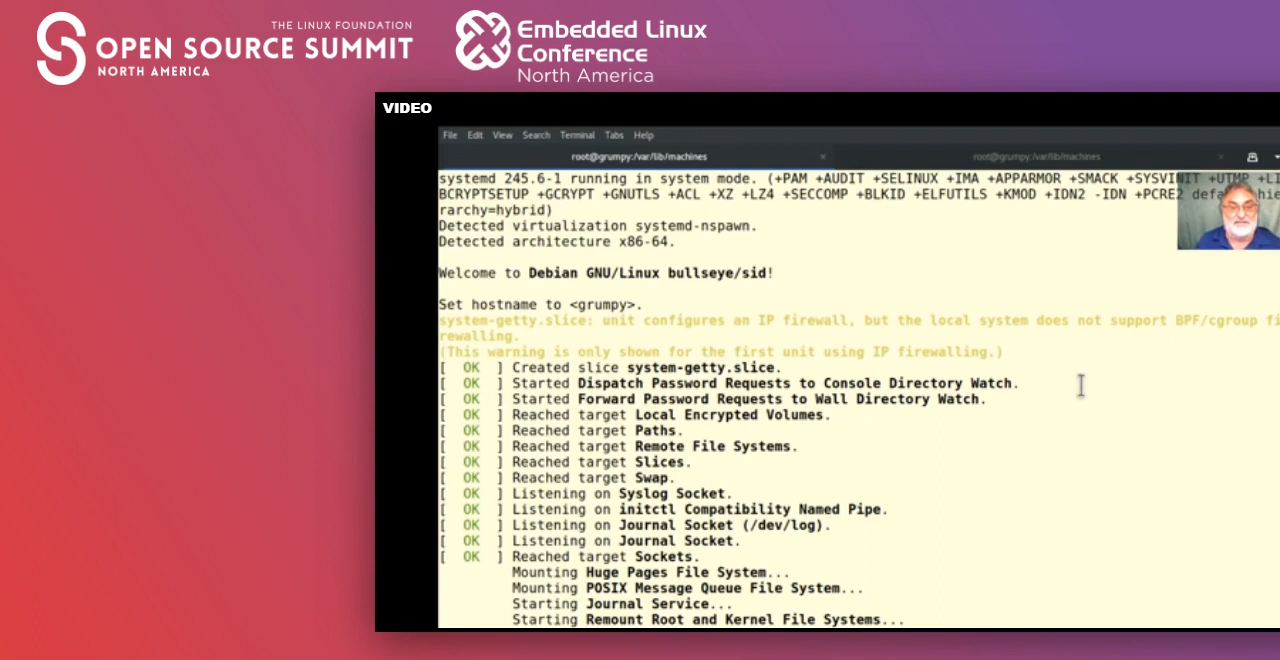 THE LINUX FOUNDATION
OPEN SOURCE SUMMIT
NORTH AMERICA
Embedded Linux
Conference
North America
VIDEO
File Edit View Search Terminal Tabs Help
root@grumpy:/var/lib/machines × root@grumpy:/var/lib/machines ×
systemd 245.6-1 running in system mode. (+PAM +AUDIT +SELINUX +IMA +APPARMOR +SMACK +SYSVINIT +UTMP +LI
BCRYPTSETUP +GCRYPT +GNUTLS +ACL +XZ +LZ4 +SECCOMP +BLKID +ELFUTILS +KMOD +IDN2 -IDN +PCRE2 hie
rarchy=hybrid)
Detected virtualization systemd-nspawn.
Detected architecture x86-64.
Welcome to Debian GNU/Linux bullseye/sid!
Set hostname to <grumpy>.
system-getty.slice: unit configures an IP firewall, but the local system does not support BPF/cgroup fi
rewalling.
(This warning is only shown for the first unit using IP firewalling.)
[ OK ] Created slice system-getty.slice.
[ OK ] Started Dispatch Password Requests to Console Directory Watch.
[ OK ] Started Forward Password Requests to Wall Directory Watch.
[ OK ] Reached target Local Encrypted Volumes.
[ OK ] Reached target Paths.
[ OK ] Reached target Remote File Systems.
[ OK ] Reached target Slices.
[ OK ] Reached target Swap.
[ OK ] Listening on Syslog Socket.
[ OK ] Listening on initctl Compatibility Named Pipe.
[ OK ] Listening on Journal Socket (/dev/log).
[ OK ] Listening on Journal Socket.
[ OK ] Reached target Sockets.
Mounting Huge Pages File System...
Mounting POSIX Message Queue File System...
Starting Journal Service...
Starting Remount Root and Kernel File Systems...